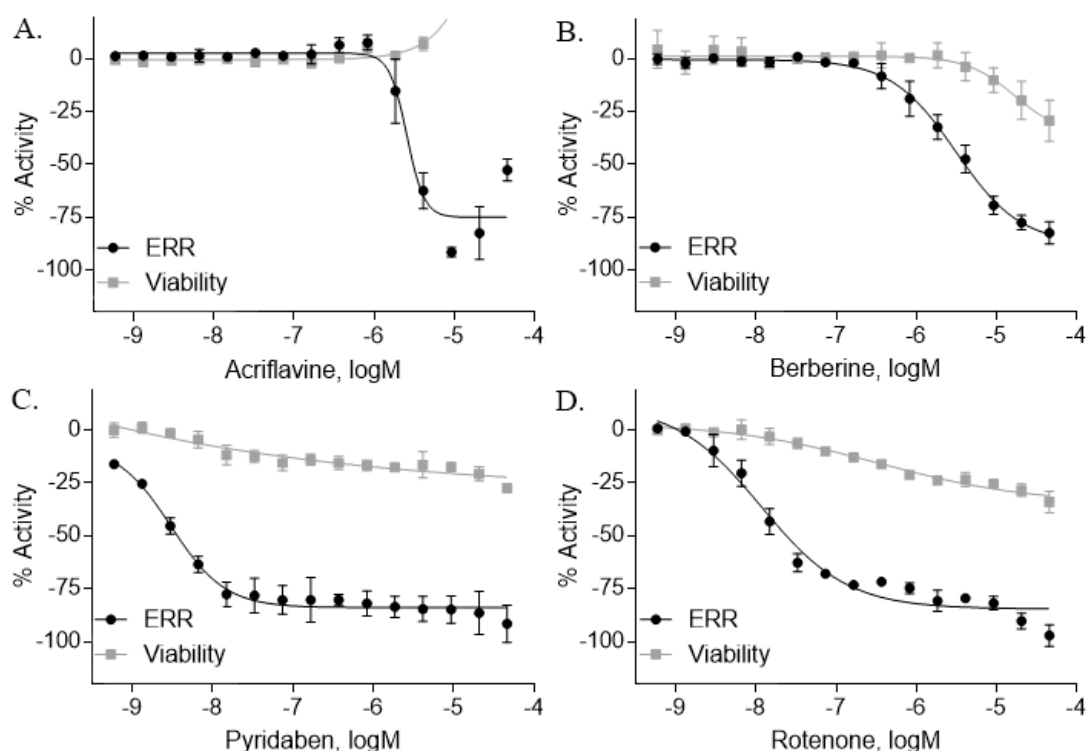 A.
0
-25
-50
-75
-100
% Activity
ERR
Viability
-9 -8 -7 -6 -5 -4
Acriflavine, logM
B.
0
-25
-50
-75
-100
% Activity
ERR
Viability
-9 -8 -7 -6 -5 -4
Berberine, logM
C.
0
-25
-50
-75
-100
% Activity
ERR
Viability
-9 -8 -7 -6 -5 -4
Pyridaben, logM
D.
0
-25
-50
-75
-100
% Activity
ERR
Viability
-9 -8 -7 -6 -5 -4
Rotenone, logM